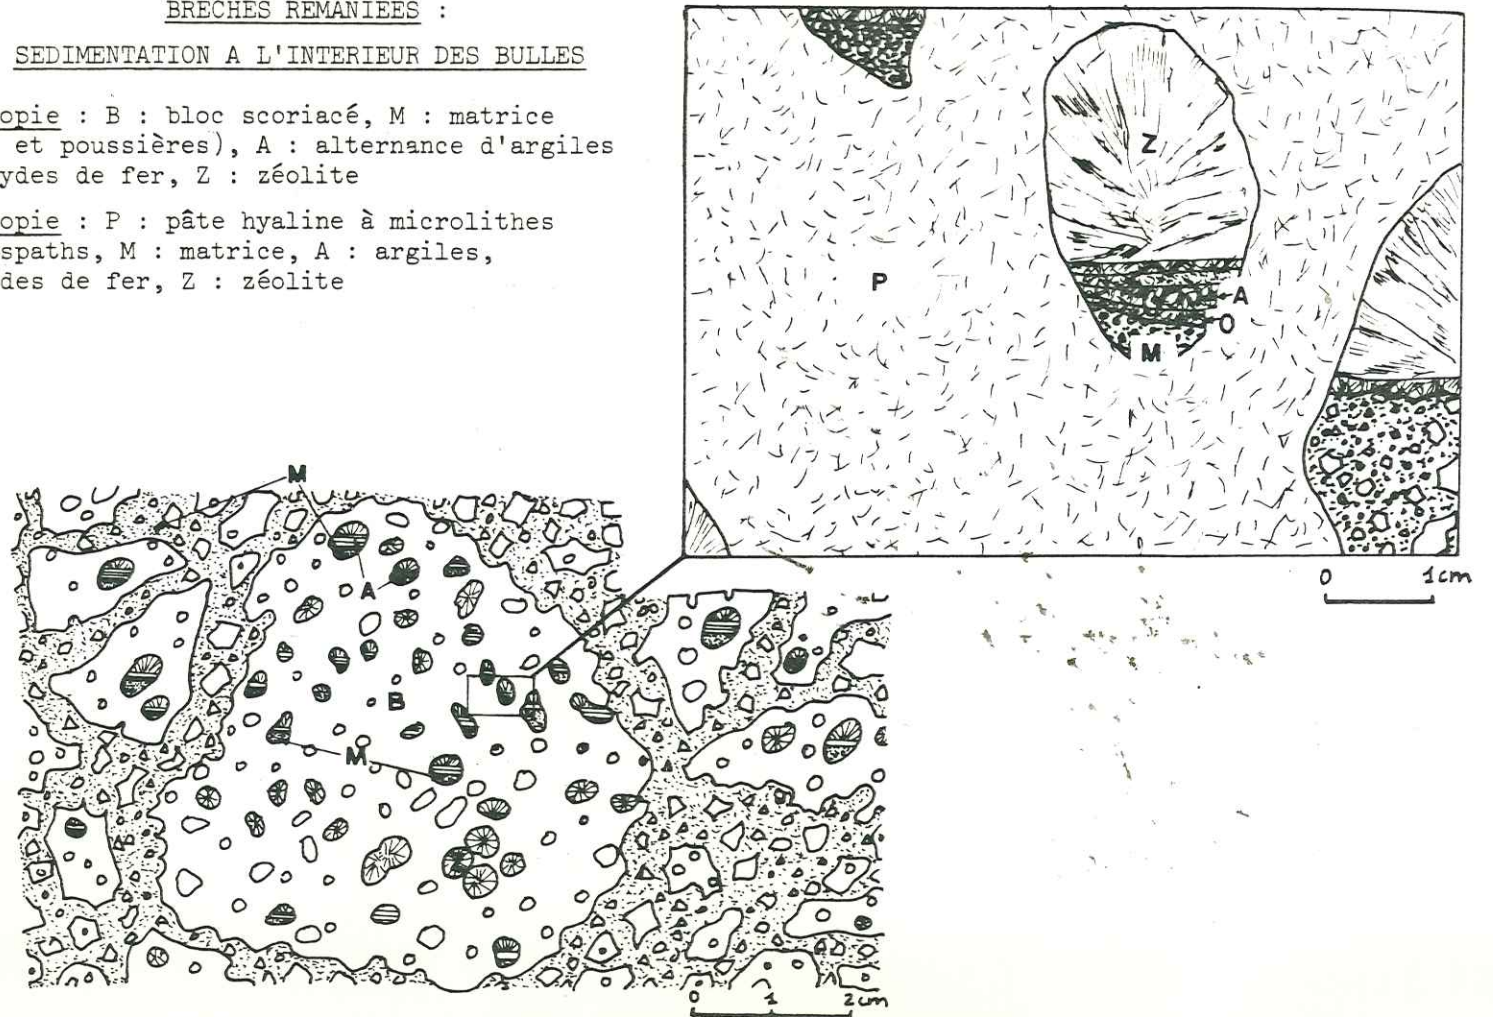 BRECHES REMANIEES :
SEDIMENTATION A L'INTERIEUR DES BULLES
opie : B : bloc scoriacé, M : matrice
et poussières), A : alternance d'argiles
ydes de fer, Z : zéolite
opie : P : pâte hyaline à microlithes
spaths, M : matrice, A : argiles,
des de fer, Z : zéolite
Z
P
A
O
M
0 1cm
M
A
B
M
0 1 2cm